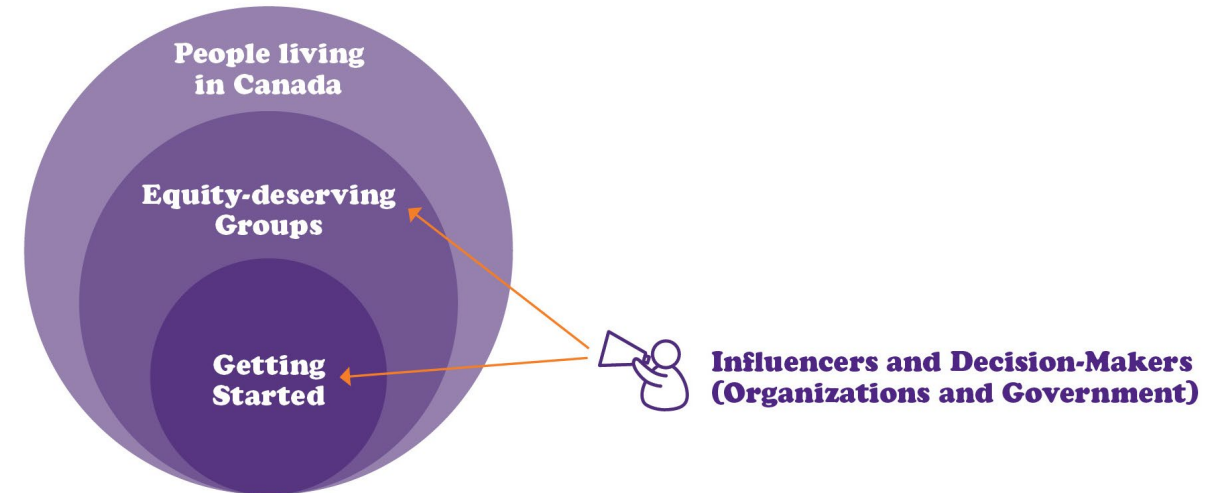 People living
in Canada
Equity-deserving
Groups
Getting
Started
Influencers and Decision-Makers
(Organizations and Government)